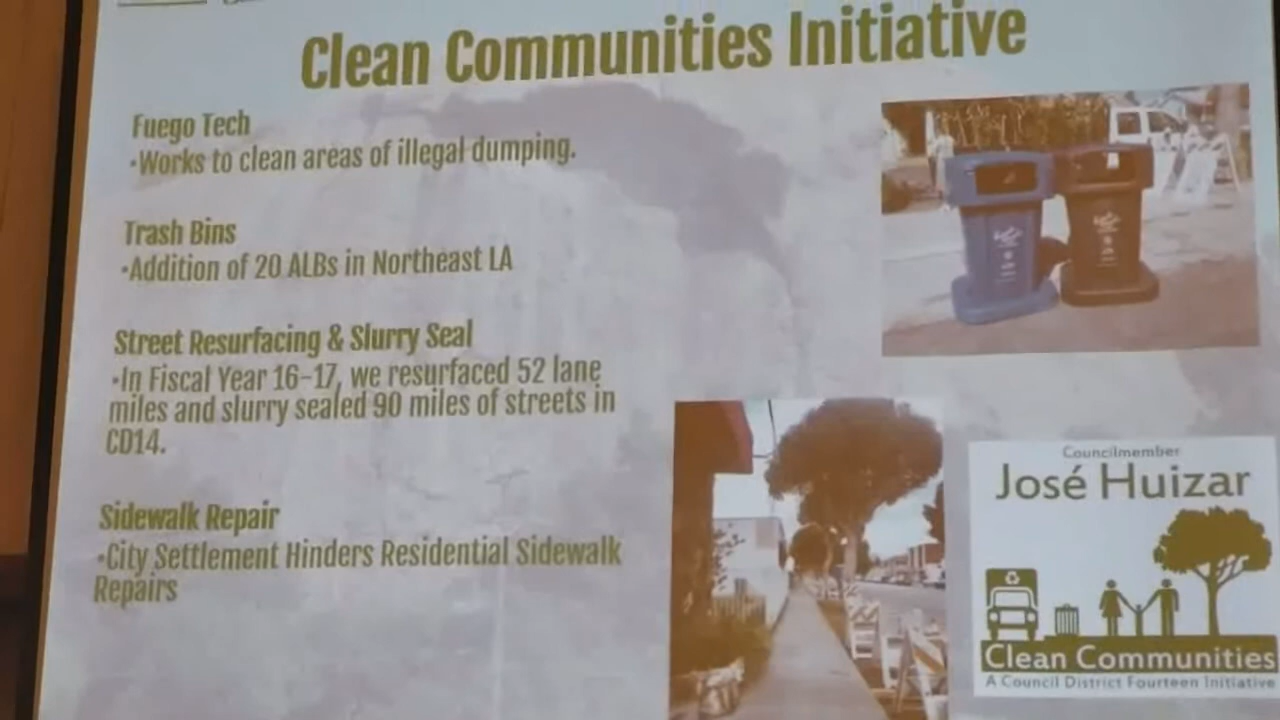 Clean Communities Initiative
Fuego Tech
•Works to clean areas of illegal dumping.
Trash Bins
•Addition of 20 ALBs in Northeast LA
Street Resurfacing & Slurry Seal
•In Fiscal Year 16-17, we resurfaced 52 lane
miles and slurry sealed 90 miles of streets in
CD14.
Sidewalk Repair
•City Settlement Hinders Residential Sidewalk
Repairs
Councilmember
José Huizar
Clean Communities
A Council District Fourteen Initiative